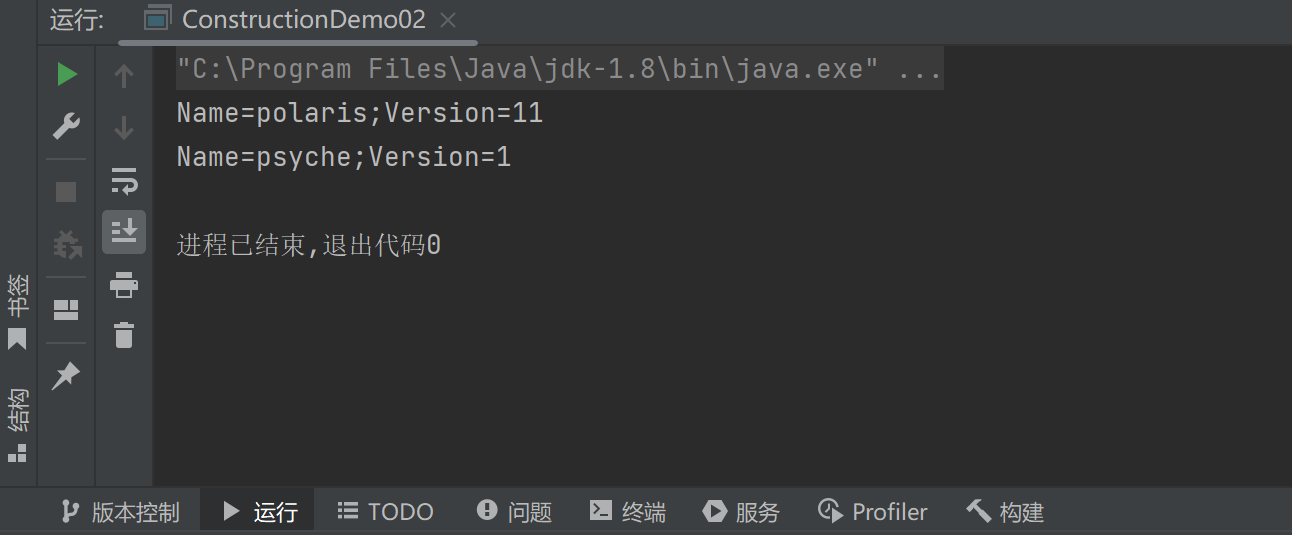 运行: ConstructionDemo02
"C:\Program Files\Java\jdk-1.8\bin\java.exe" ...
Name=polaris;Version=11
Name=psyche;Version=1
进程已结束,退出代码0
书签
结构
版本控制 运行 TODO 问题 终端 服务 Profiler 构建